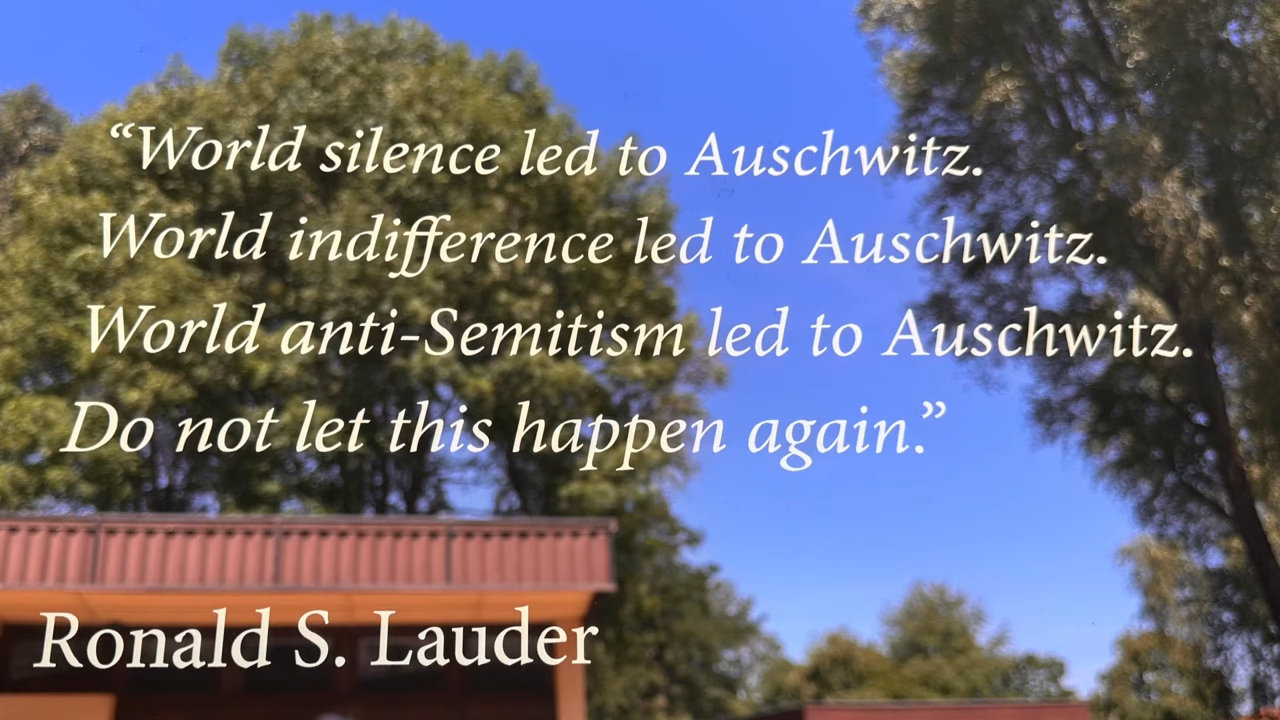 “World silence led to Auschwitz.
World indifference led to Auschwitz.
World anti-Semitism led to Auschwitz.
Do not let this happen again.”
Ronald S. Lauder